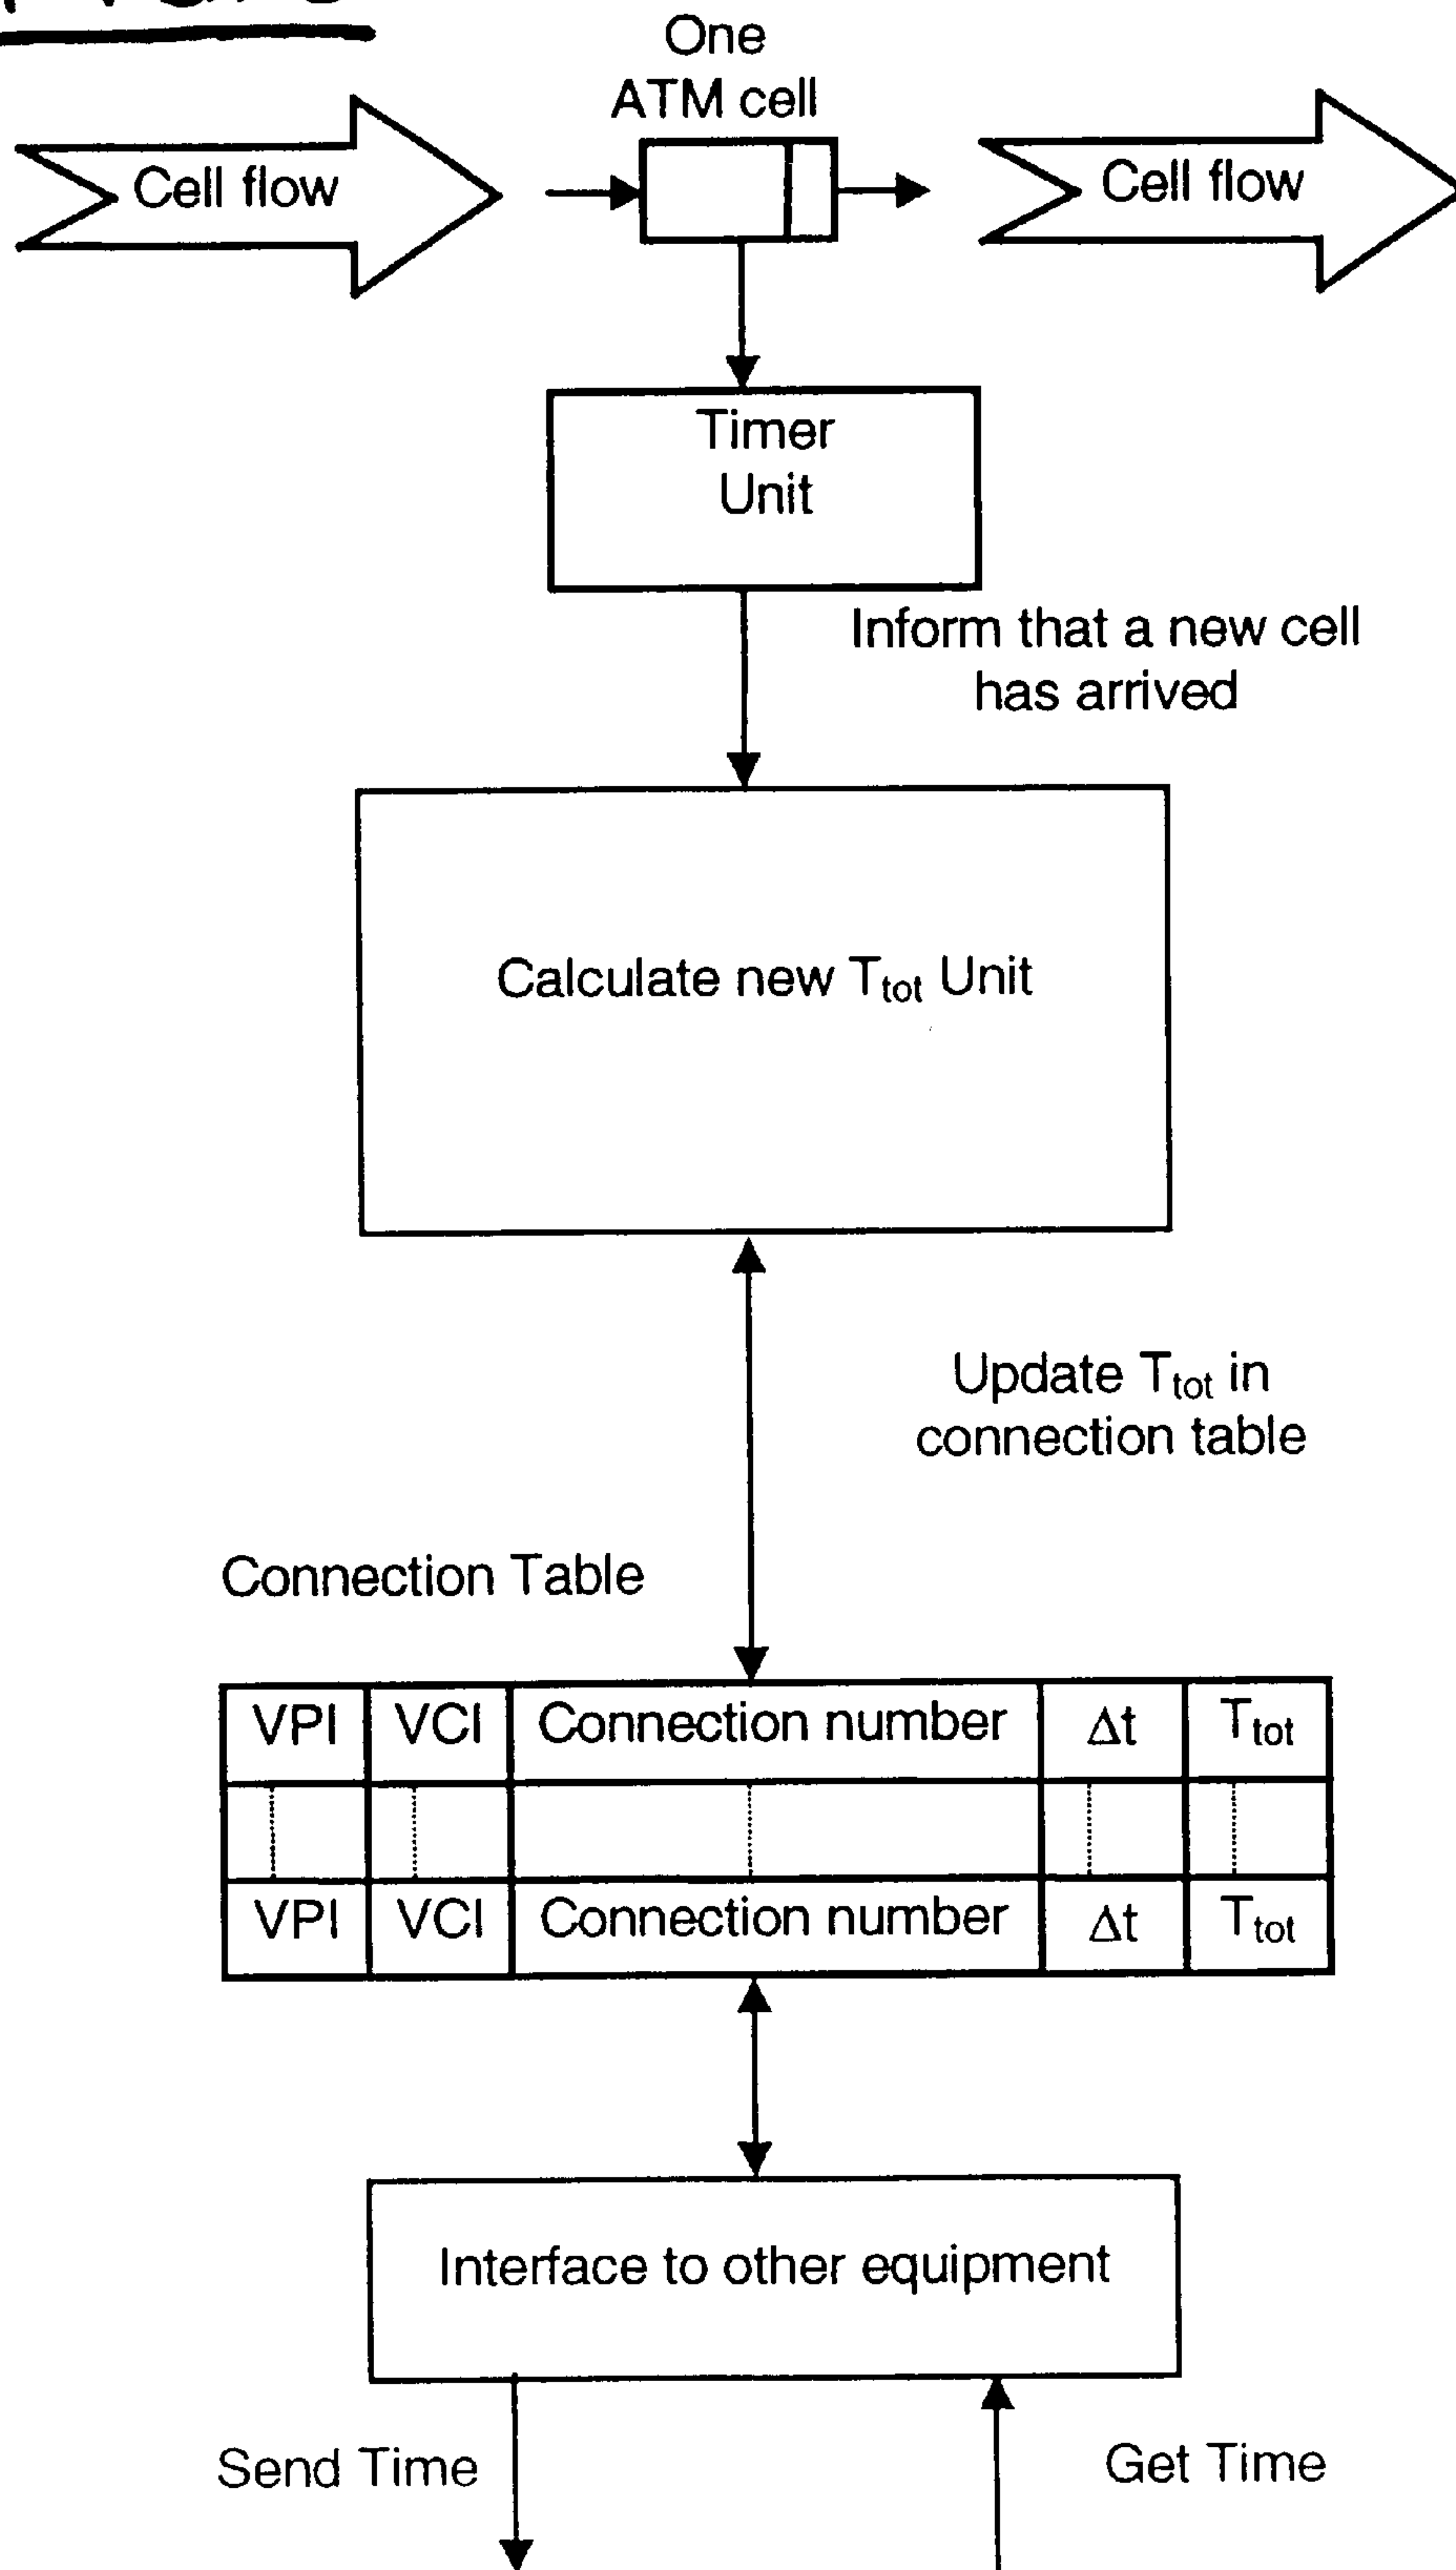 One
ATM cell
Cell flow
Cell flow
Timer
Unit
Inform that a new cell
has arrived
Calculate new Ttot Unit
Update Ttot in
connection table
Connection Table
VPI VCI Connection number Δt Ttot
VPI VCI Connection number Δt Ttot
Interface to other equipment
Send Time
Get Time